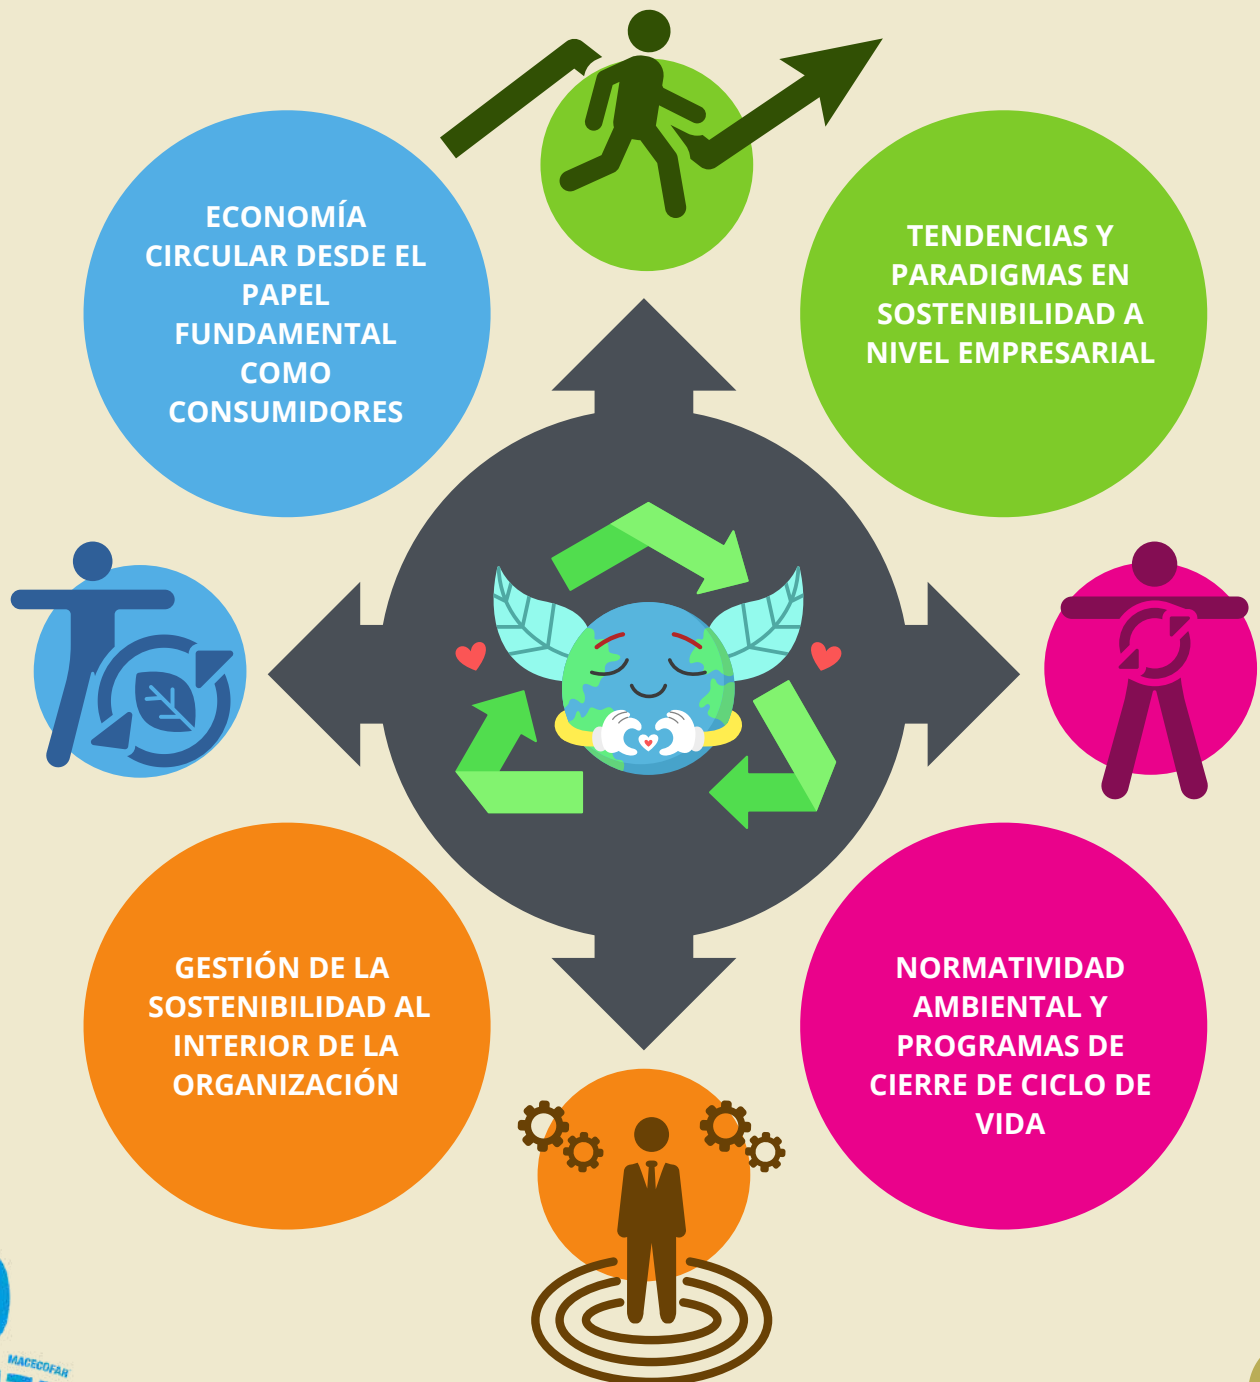 ECONOMÍA
CIRCULAR DESDE EL
PAPEL
FUNDAMENTAL
COMO
CONSUMIDORES
TENDENCIAS Y
PARADIGMAS EN
SOSTENIBILIDAD A
NIVEL EMPRESARIAL
GESTIÓN DE LA
SOSTENIBILIDAD AL
INTERIOR DE LA
ORGANIZACIÓN
NORMATIVIDAD
AMBIENTAL Y
PROGRAMAS DE
CIERRE DE CICLO DE
VIDA
MACECOFAR